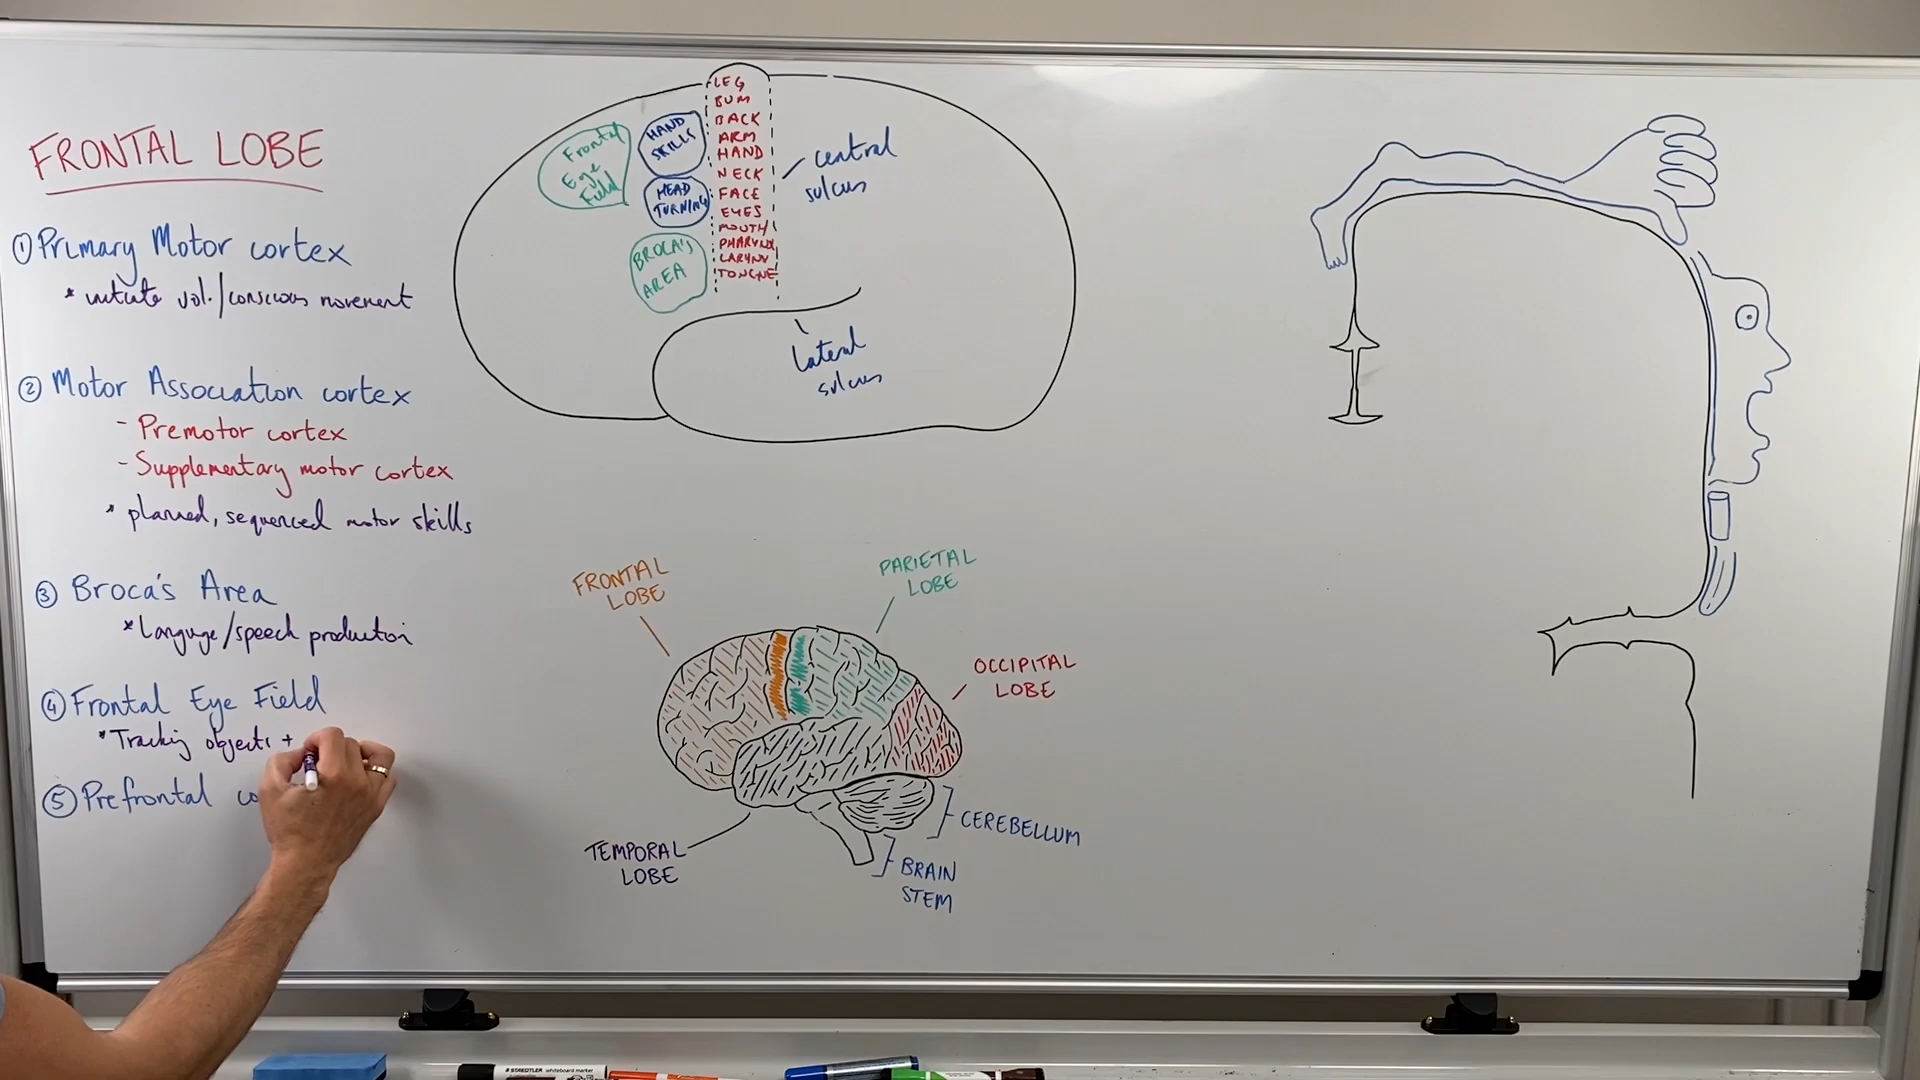 FRONTAL LOBE
① Primary Motor cortex
* initiate vol./conscious movement
② Motor Association cortex
- Premotor cortex
- Supplementary motor cortex
* planned, sequenced motor skills
③ Broca's Area
* Language/speech production
④ Frontal Eye Field
* Tracking objects +
⑤ Prefrontal co
Frontal
Eye
Field
HAND
SKILLS
HEAD
TURNING
BROCA'S
AREA
LEG
BUM
BACK
ARM
HAND
NECK
FACE
EYES
MOUTH
PHARYNX
LARYNX
TONGUE
central
sulcus
Lateral
sulcus
FRONTAL
LOBE
PARIETAL
LOBE
OCCIPITAL
LOBE
TEMPORAL
LOBE
CEREBELLUM
BRAIN
STEM
STAEDTLER whiteboard marker